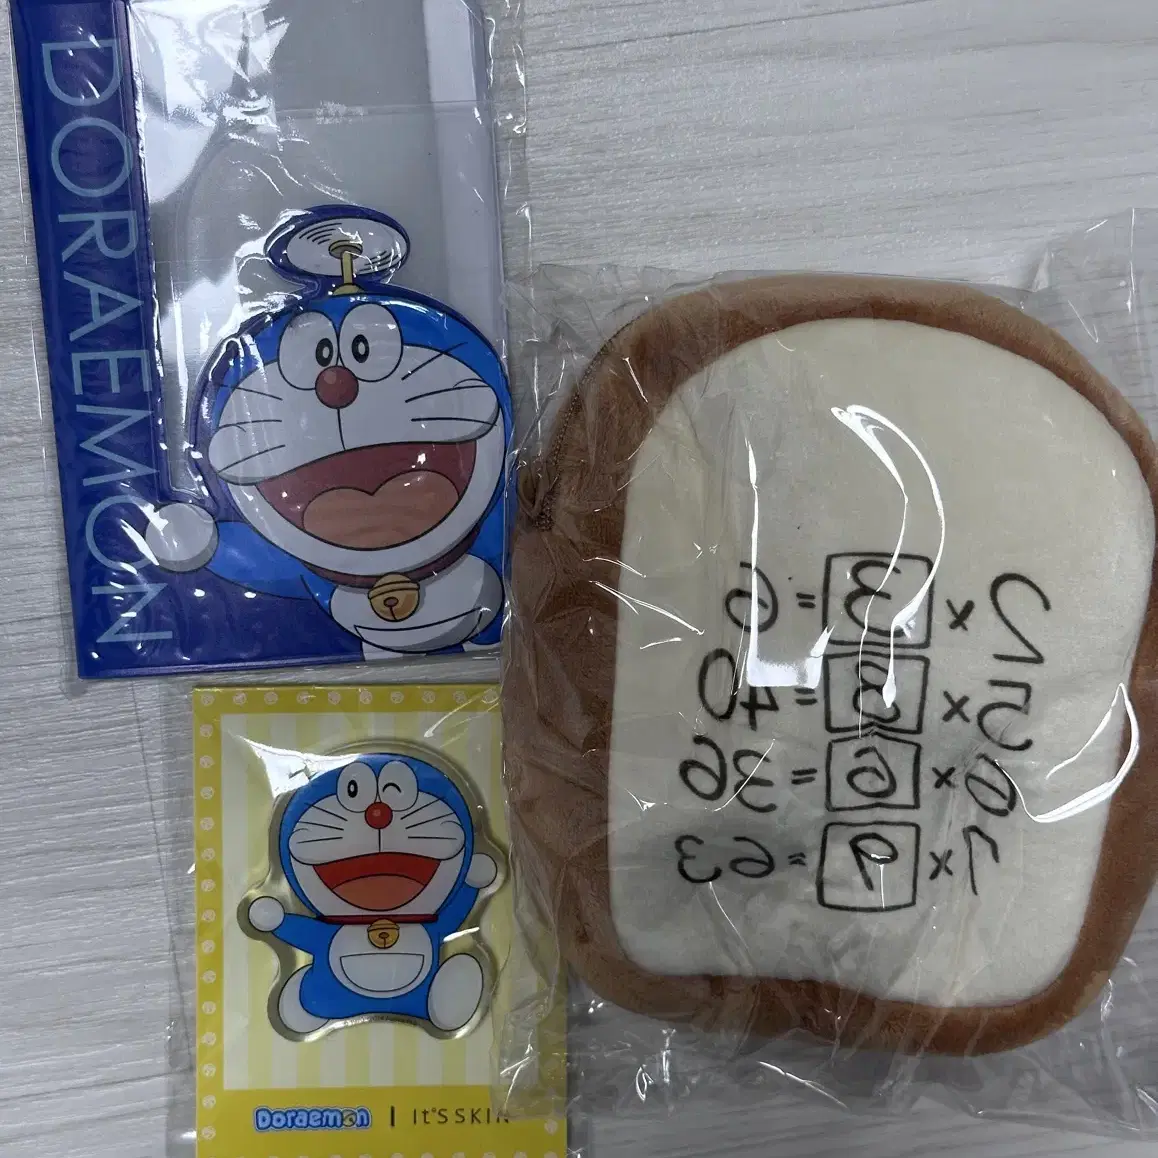 DORAEMON
2 × 3 = 6
5 × 8 = 40
6 × 6 = 36
7 × 9 = 63
Doraemon | It'S SKIN